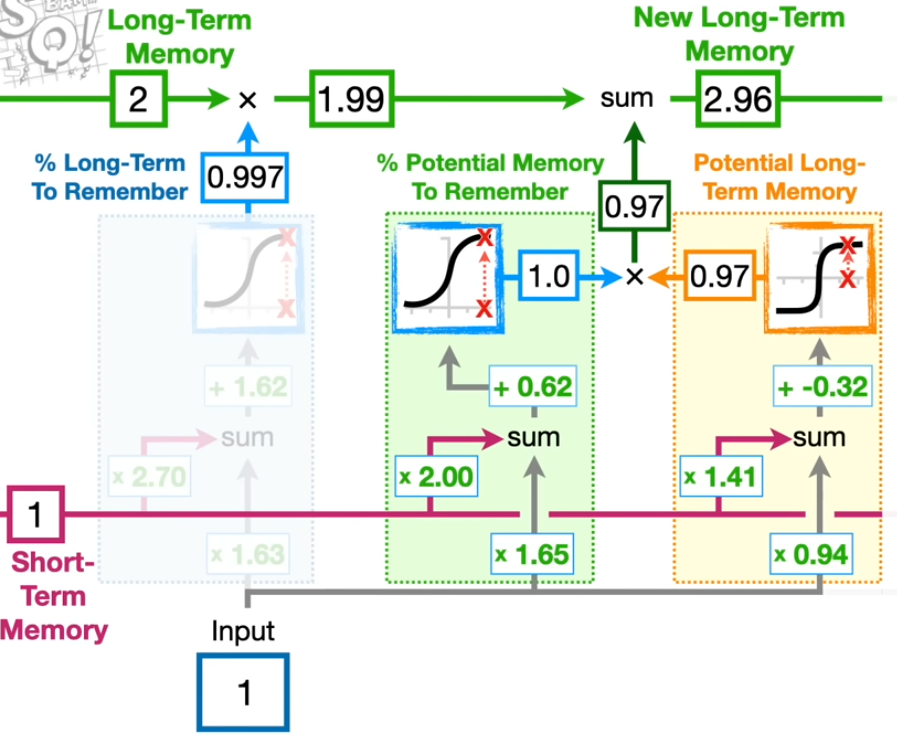 Long-Term
Memory
New Long-Term
Memory
2
×
1.99
sum
2.96
% Long-Term
To Remember
0.997
% Potential Memory
To Remember
0.97
Potential Long-
Term Memory
1.0
×
0.97
+ 1.62
+ 0.62
+ -0.32
sum
sum
sum
x 2.70
x 2.00
x 1.41
1
Short-
Term
Memory
x 1.63
x 1.65
x 0.94
Input
1